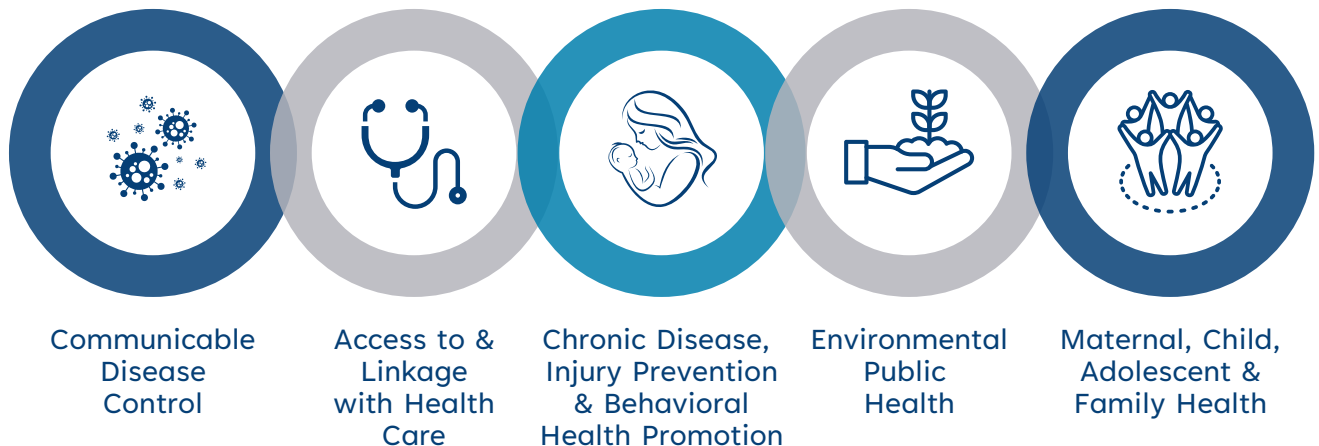 Communicable
Disease
Control
Access to &
Linkage
with Health
Care
Chronic Disease,
Injury Prevention
& Behavioral
Health Promotion
Environmental
Public
Health
Maternal, Child,
Adolescent &
Family Health